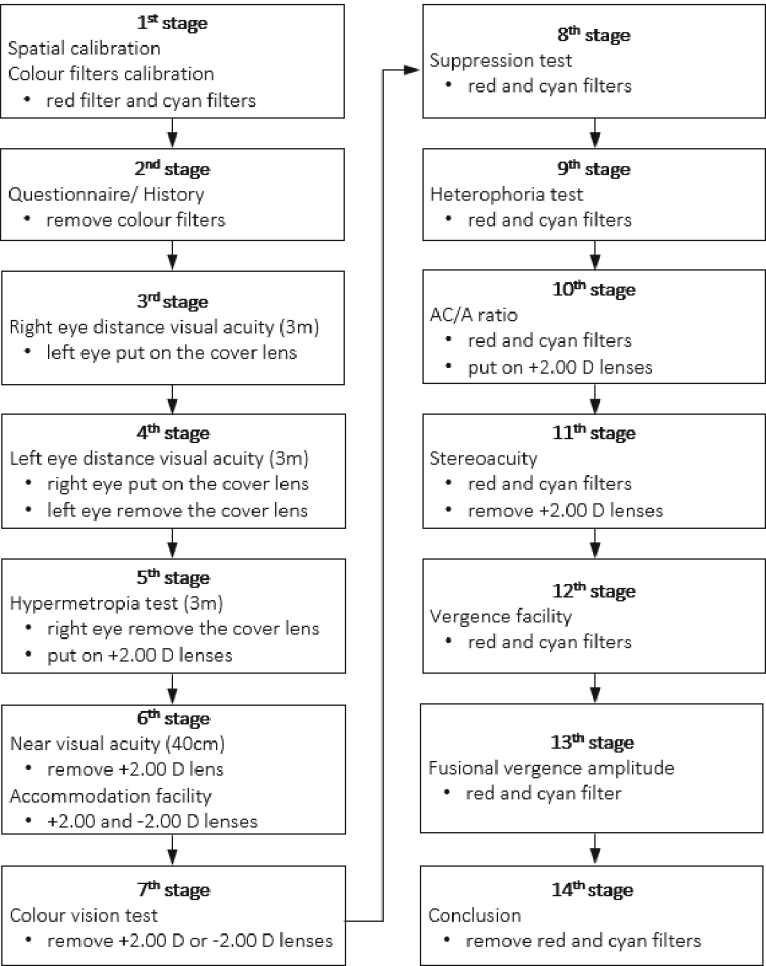 1st stage
Spatial calibration
Colour filters calibration
• red filter and cyan filters
2nd stage
Questionnaire/ History
• remove colour filters
3rd stage
Right eye distance visual acuity (3m)
• left eye put on the cover lens
4th stage
Left eye distance visual acuity (3m)
• right eye put on the cover lens
• left eye remove the cover lens
5th stage
Hypermetropia test (3m)
• right eye remove the cover lens
• put on +2.00 D lenses
6th stage
Near visual acuity (40cm)
• remove +2.00 D lens
Accommodation facility
• +2.00 and -2.00 D lenses
7th stage
Colour vision test
• remove +2.00 D or -2.00 D lenses
8th stage
Suppression test
• red and cyan filters
9th stage
Heterophoria test
• red and cyan filters
10th stage
AC/A ratio
• red and cyan filters
• put on +2.00 D lenses
11th stage
Stereoacuity
• red and cyan filters
• remove +2.00 D lenses
12th stage
Vergence facility
• red and cyan filters
13th stage
Fusional vergence amplitude
• red and cyan filter
14th stage
Conclusion
• remove red and cyan filters